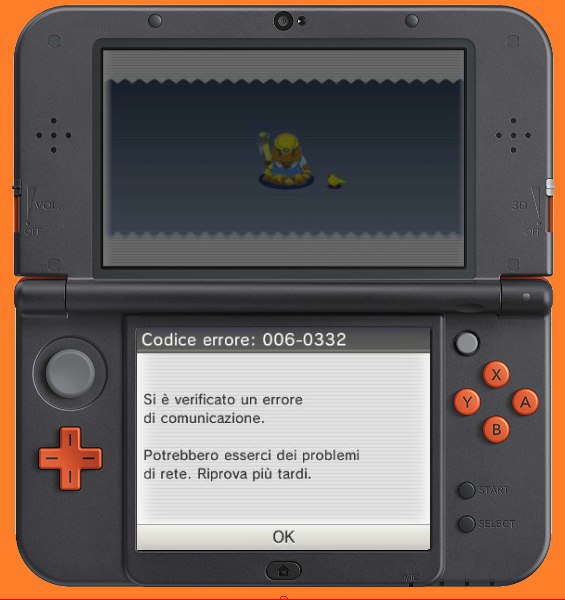 VOL.
OFF
3D
OFF
Codice errore: 006-0332
Si è verificato un errore
di comunicazione.
Potrebbero esserci dei problemi
di rete. Riprova più tardi.
OK
X
Y
A
B
START
SELECT
MIC